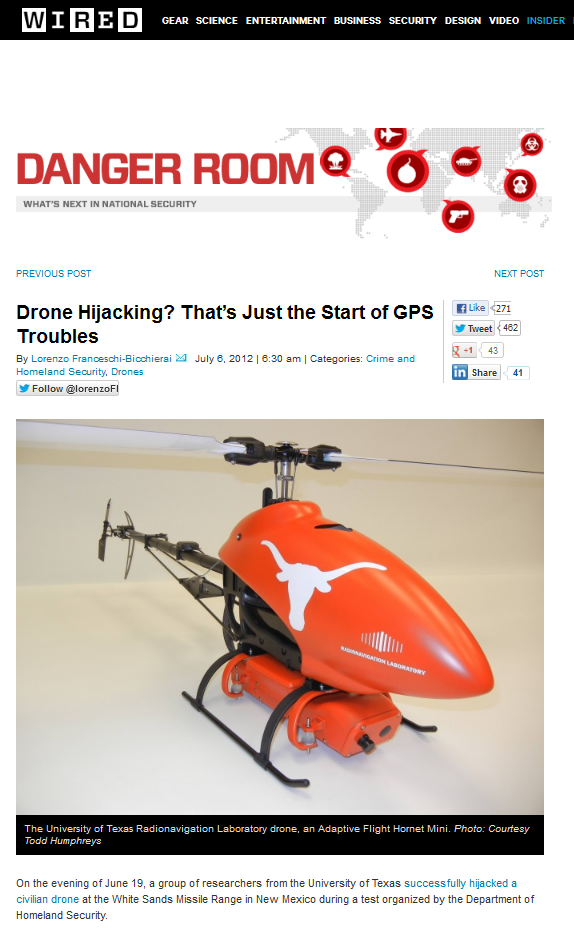 WIRED
GEAR SCIENCE ENTERTAINMENT BUSINESS SECURITY DESIGN VIDEO INSIDER
DANGER ROOM
WHAT'S NEXT IN NATIONAL SECURITY
PREVIOUS POST
NEXT POST
Drone Hijacking? That's Just the Start of GPS
Troubles
By Lorenzo Franceschi-Bicchierai July 6, 2012 | 6:30 am | Categories: Crime and
Homeland Security, Drones
Follow @lorenzoFB
Like 271
Tweet 462
+1 43
in Share 41
RADIONAVIGATION LABORATORY
The University of Texas Radionavigation Laboratory drone, an Adaptive Flight Hornet Mini. Photo: Courtesy
Todd Humphreys
On the evening of June 19, a group of researchers from the University of Texas successfully hijacked a
civilian drone at the White Sands Missile Range in New Mexico during a test organized by the Department of
Homeland Security.